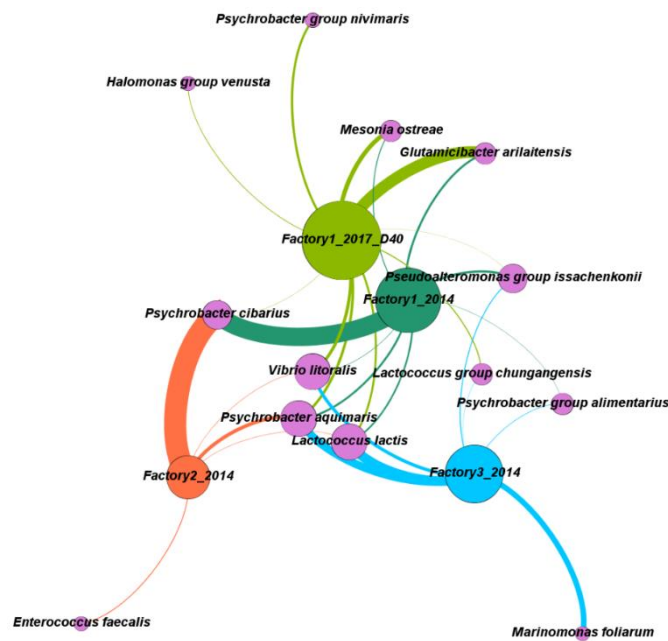 Psychrobacter group nivimaris
Halomonas group venusta
Mesonia ostreae
Glutamicibacter arilaitensis
Factory1_2017_D40
Pseudoalteromonas group issachenkonii
Factory1_2014
Psychrobacter cibarius
Vibrio litoralis
Lactococcus group chungangensis
Psychrobacter group alimentarius
Psychrobacter aquimaris
Lactococcus lactis
Factory2_2014
Factory3_2014
Enterococcus faecalis
Marinomonas foliarum